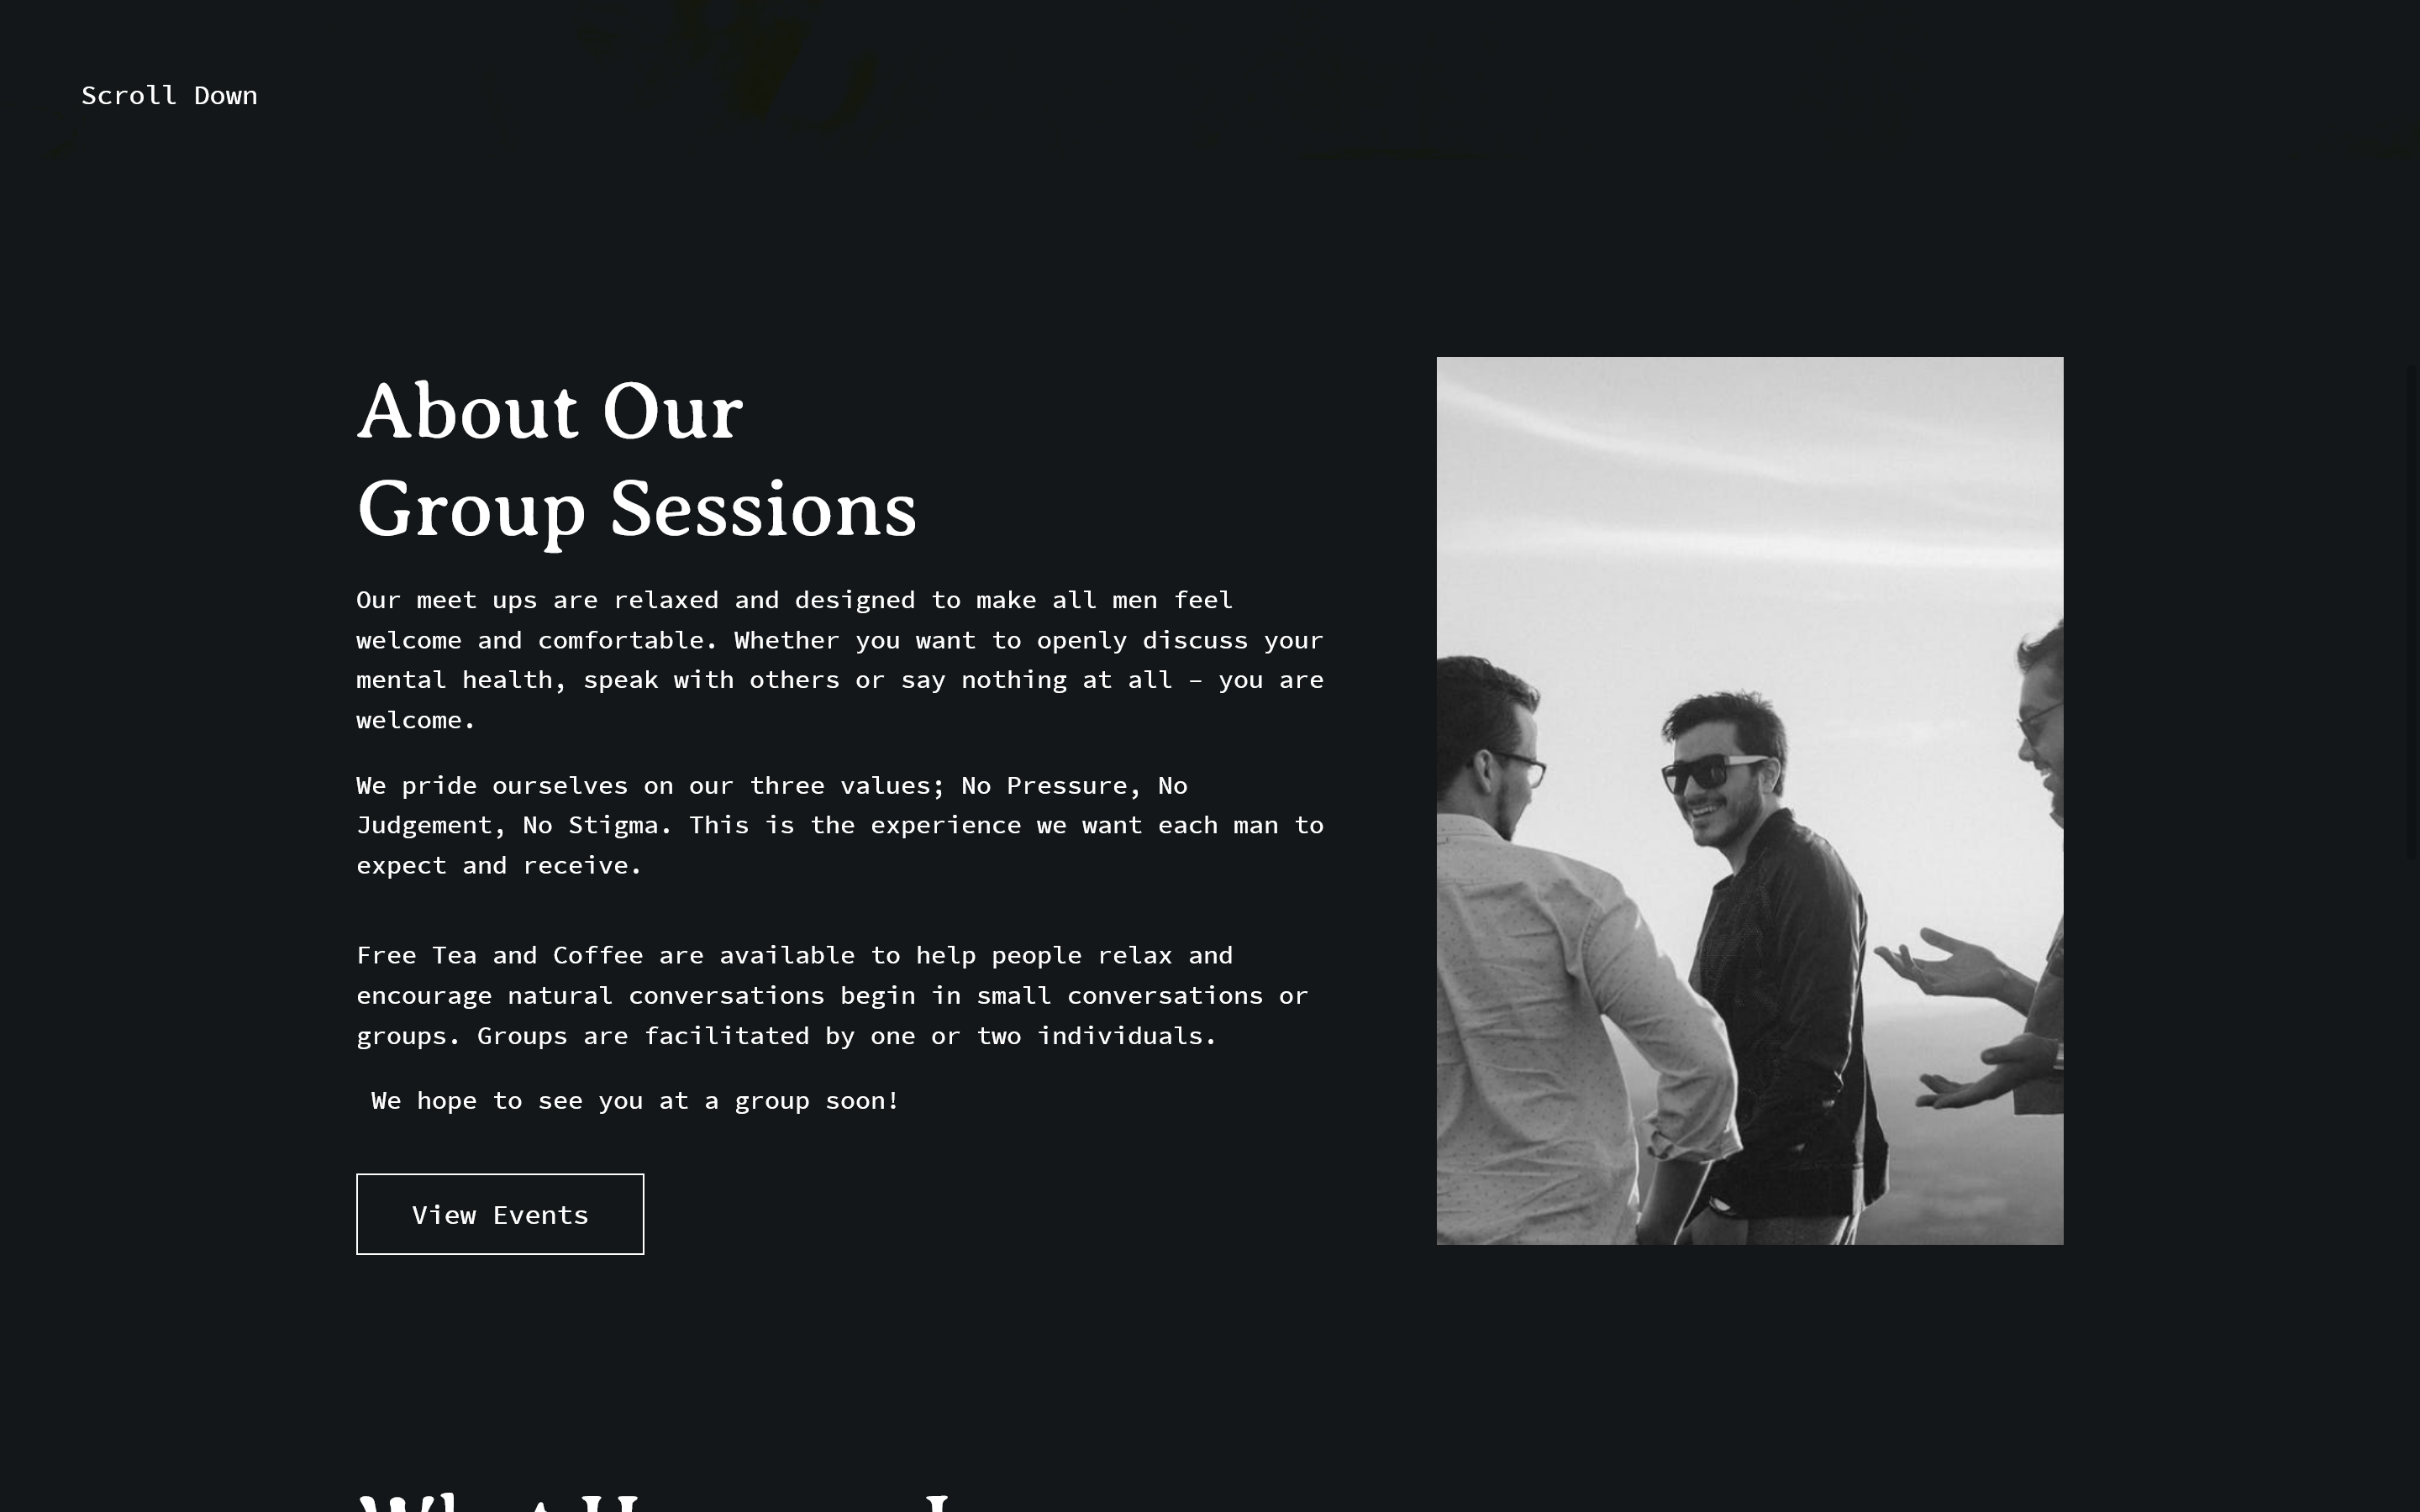 Scroll Down
About Our
Group Sessions
Our meet ups are relaxed and designed to make all men feel
welcome and comfortable. Whether you want to openly discuss your
mental health, speak with others or say nothing at all – you are
welcome.
We pride ourselves on our three values; No Pressure, No
Judgement, No Stigma. This is the experience we want each man to
expect and receive.
Free Tea and Coffee are available to help people relax and
encourage natural conversations begin in small conversations or
groups. Groups are facilitated by one or two individuals.
We hope to see you at a group soon!
View Events